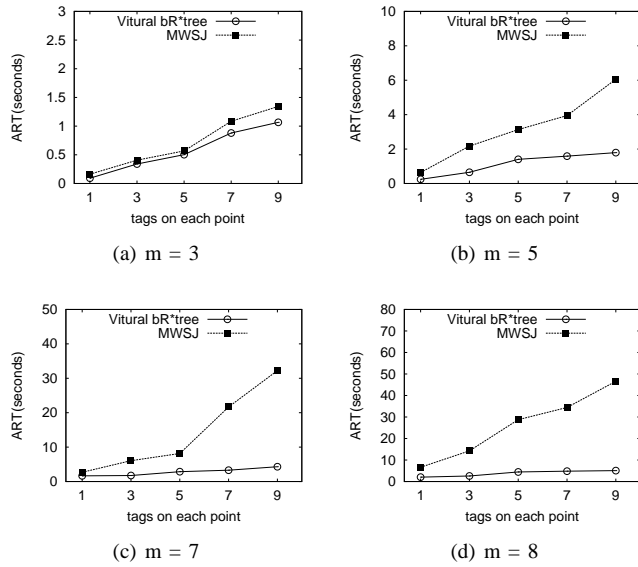 3
2.5
2
1.5
1
0.5
0
ART(seconds)
Vitural bR*tree
MWSJ
1 3 5 7 9
tags on each point
(a) m = 3
10
8
6
4
2
0
ART(seconds)
Vitural bR*tree
MWSJ
1 3 5 7 9
tags on each point
(b) m = 5
50
40
30
20
10
0
ART(seconds)
Vitural bR*tree
MWSJ
1 3 5 7 9
tags on each point
(c) m = 7
80
70
60
50
40
30
20
10
0
ART(seconds)
Vitural bR*tree
MWSJ
1 3 5 7 9
tags on each point
(d) m = 8